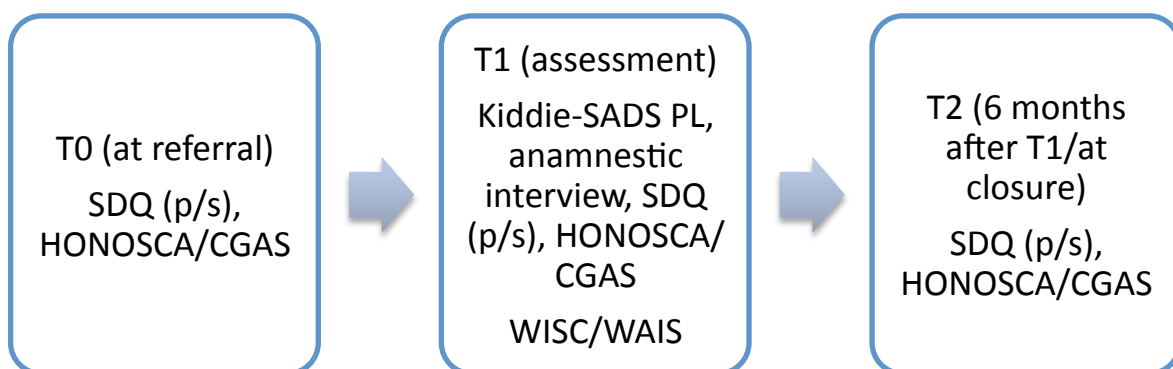 T0 (at referral)
SDQ (p/s),
HONOSCA/CGAS
T1 (assessment)
Kiddie-SADS PL,
anamnestic
interview, SDQ
(p/s), HONOSCA/
CGAS
WISC/WAIS
T2 (6 months
after T1/at
closure)
SDQ (p/s),
HONOSCA/CGAS